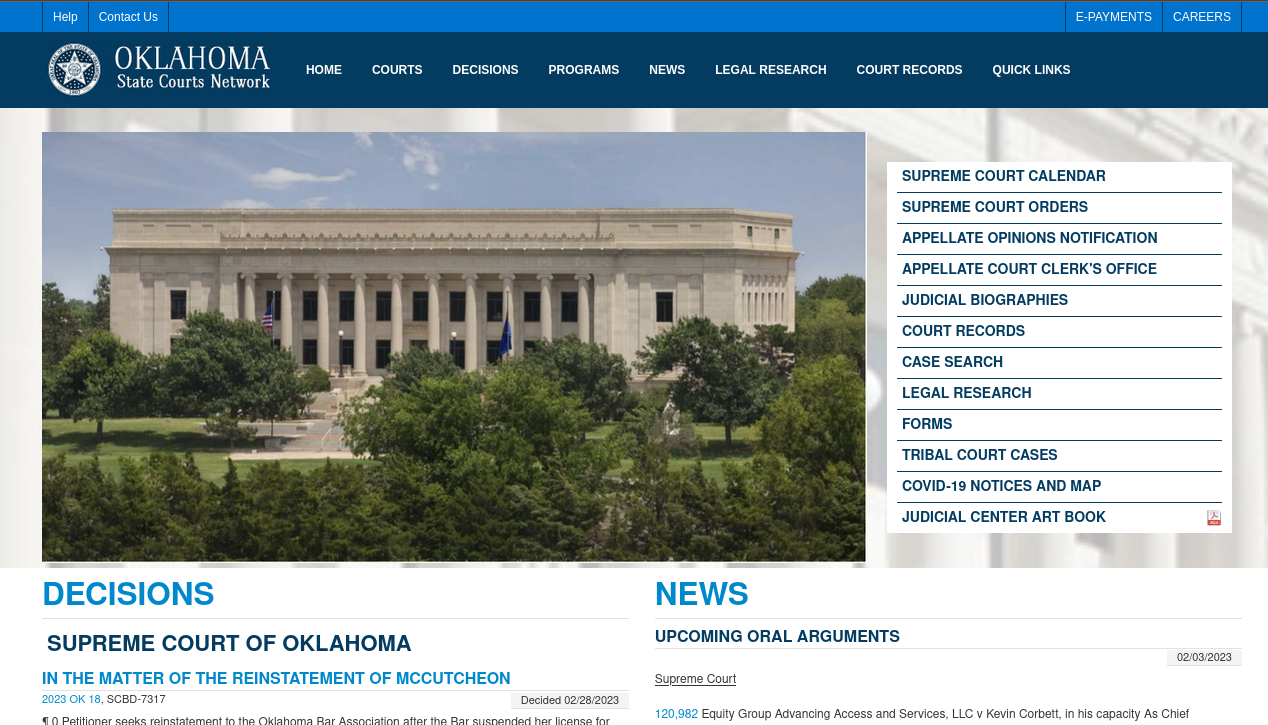 Help
Contact Us
E-PAYMENTS
CAREERS
OKLAHOMA
State Courts Network
HOME
COURTS
DECISIONS
PROGRAMS
NEWS
LEGAL RESEARCH
COURT RECORDS
QUICK LINKS
SUPREME COURT CALENDAR
SUPREME COURT ORDERS
APPELLATE OPINIONS NOTIFICATION
APPELLATE COURT CLERK'S OFFICE
JUDICIAL BIOGRAPHIES
COURT RECORDS
CASE SEARCH
LEGAL RESEARCH
FORMS
TRIBAL COURT CASES
COVID-19 NOTICES AND MAP
JUDICIAL CENTER ART BOOK
DECISIONS
SUPREME COURT OF OKLAHOMA
IN THE MATTER OF THE REINSTATEMENT OF MCCUTCHEON
2023 OK 18, SCBD-7317
Decided 02/28/2023
¶ 0 Petitioner seeks reinstatement to the Oklahoma Bar Association after the Bar suspended her license for
NEWS
UPCOMING ORAL ARGUMENTS
02/03/2023
Supreme Court
120,982 Equity Group Advancing Access and Services, LLC v Kevin Corbett, in his capacity As Chief